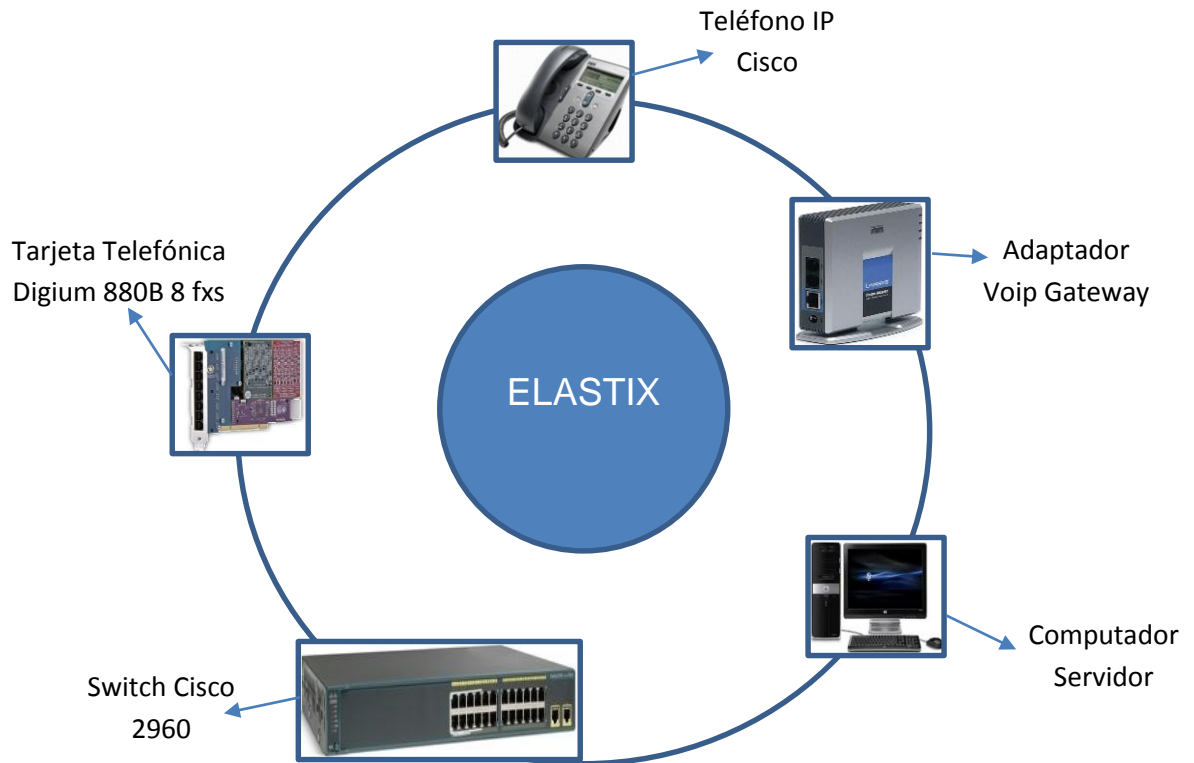 Teléfono IP
Cisco
Adaptador
Voip Gateway
Tarjeta Telefónica
Digium 880B 8 fxs
ELASTIX
Computador
Servidor
Switch Cisco
2960